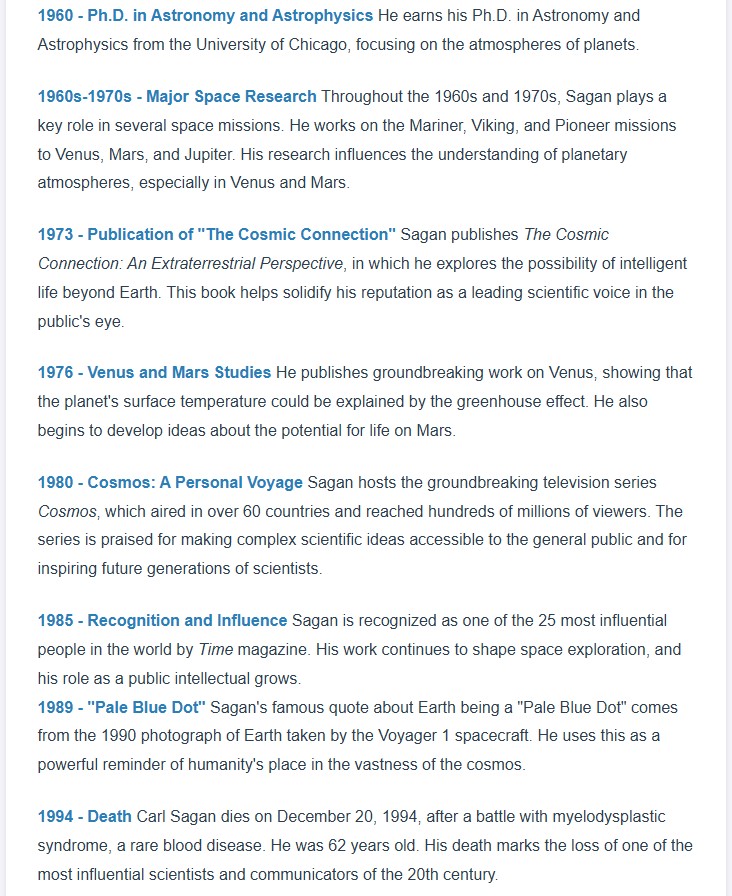 1960 - Ph.D. in Astronomy and Astrophysics He earns his Ph.D. in Astronomy and
Astrophysics from the University of Chicago, focusing on the atmospheres of planets.
1960s-1970s - Major Space Research Throughout the 1960s and 1970s, Sagan plays a
key role in several space missions. He works on the Mariner, Viking, and Pioneer missions
to Venus, Mars, and Jupiter. His research influences the understanding of planetary
atmospheres, especially in Venus and Mars.
1973 - Publication of "The Cosmic Connection" Sagan publishes The Cosmic
Connection: An Extraterrestrial Perspective, in which he explores the possibility of intelligent
life beyond Earth. This book helps solidify his reputation as a leading scientific voice in the
public's eye.
1976 - Venus and Mars Studies He publishes groundbreaking work on Venus, showing that
the planet's surface temperature could be explained by the greenhouse effect. He also
begins to develop ideas about the potential for life on Mars.
1980 - Cosmos: A Personal Voyage Sagan hosts the groundbreaking television series
Cosmos, which aired in over 60 countries and reached hundreds of millions of viewers. The
series is praised for making complex scientific ideas accessible to the general public and for
inspiring future generations of scientists.
1985 - Recognition and Influence Sagan is recognized as one of the 25 most influential
people in the world by Time magazine. His work continues to shape space exploration, and
his role as a public intellectual grows.
1989 - "Pale Blue Dot" Sagan's famous quote about Earth being a "Pale Blue Dot" comes
from the 1990 photograph of Earth taken by the Voyager 1 spacecraft. He uses this as a
powerful reminder of humanity's place in the vastness of the cosmos.
1994 - Death Carl Sagan dies on December 20, 1994, after a battle with myelodysplastic
syndrome, a rare blood disease. He was 62 years old. His death marks the loss of one of the
most influential scientists and communicators of the 20th century.